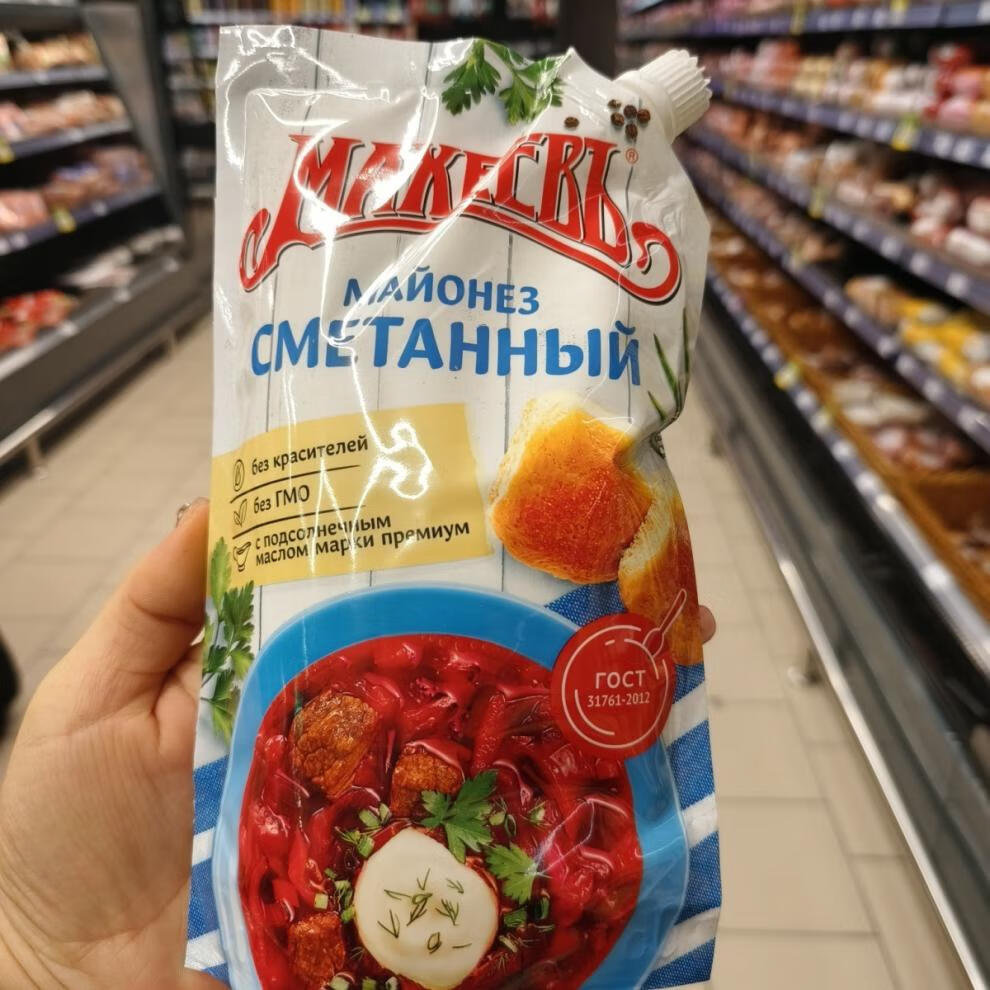 МАХЕЕВЪ®
МАЙОНЕЗ
СМЕТАННЫЙ
без красителей
без ГМО
с подсолнечным
маслом марки премиум
ГОСТ
31761-2012